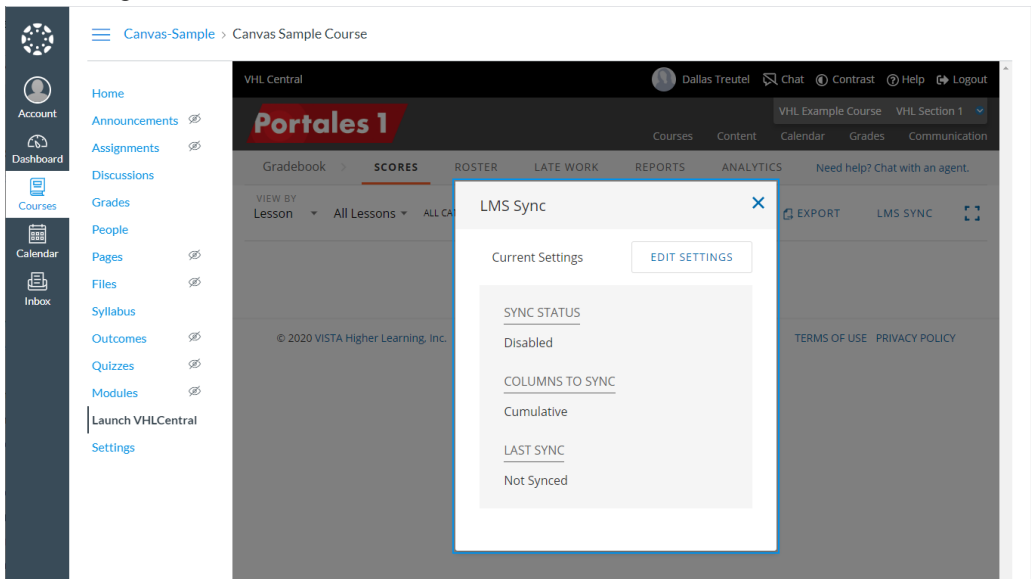 Canvas-Sample > Canvas Sample Course
Account
Dashboard
Courses
Calendar
Inbox
Home
Announcements
Assignments
Discussions
Grades
People
Pages
Files
Syllabus
Outcomes
Quizzes
Modules
Launch VHLCentral
Settings
VHL Central
Dallas Treutel Chat Contrast Help Logout
Portales 1
VHL Example Course VHL Section 1
Courses Content Calendar Grades Communication
Gradebook > SCORES ROSTER LATE WORK REPORTS ANALYTICS Need help? Chat with an agent.
VIEW BY
Lesson All Lessons ALL
EXPORT LMS SYNC
LMS Sync
Current Settings EDIT SETTINGS
SYNC STATUS
Disabled
COLUMNS TO SYNC
Cumulative
LAST SYNC
Not Synced
© 2020 VISTA Higher Learning, Inc. TERMS OF USE PRIVACY POLICY